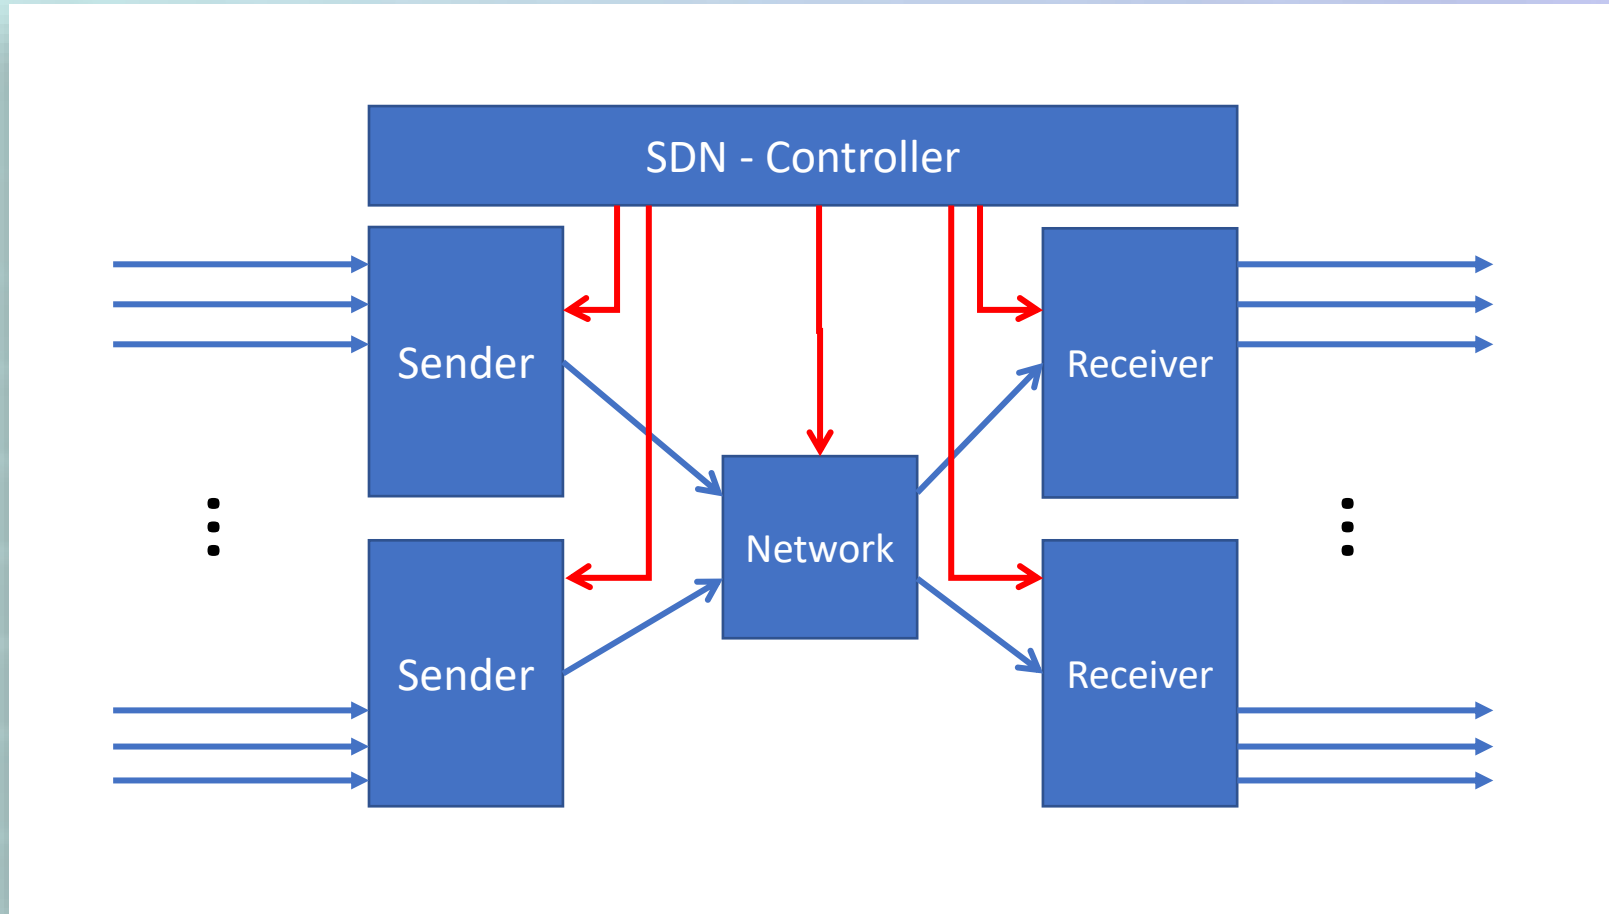 SDN - Controller
Sender
Receiver
Network
Sender
Receiver